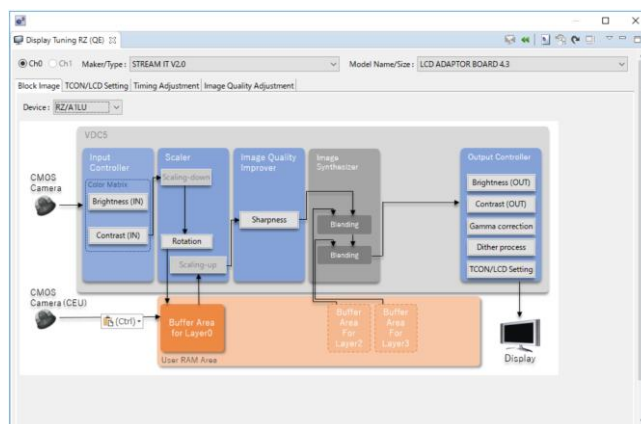 Display Tuning RZ (QE)
Ch0 Ch1 Maker/Type : STREAM IT V2.0 Model Name/Size : LCD ADAPTOR BOARD 4.3
Block Image TCON/LCD Setting Timing Adjustment Image Quality Adjustment
Device : RZ/A1LU
VDC5
Input
Controller
Color Matrix
Brightness (IN)
Contrast (IN)
Scaler
Scaling-down
Rotation
Scaling-up
Image Quality
Improver
Sharpness
Image
Synthesizer
Blending
Blending
Output Controller
Brightness (OUT)
Contrast (OUT)
Gamma correction
Dither process
TCON/LCD Setting
CMOS
Camera
CMOS
Camera (CEU)
(Ctrl)
Buffer Area
for Layer0
User RAM Area
Buffer
Area
For
Layer2
Buffer
Area
For
Layer3
Display